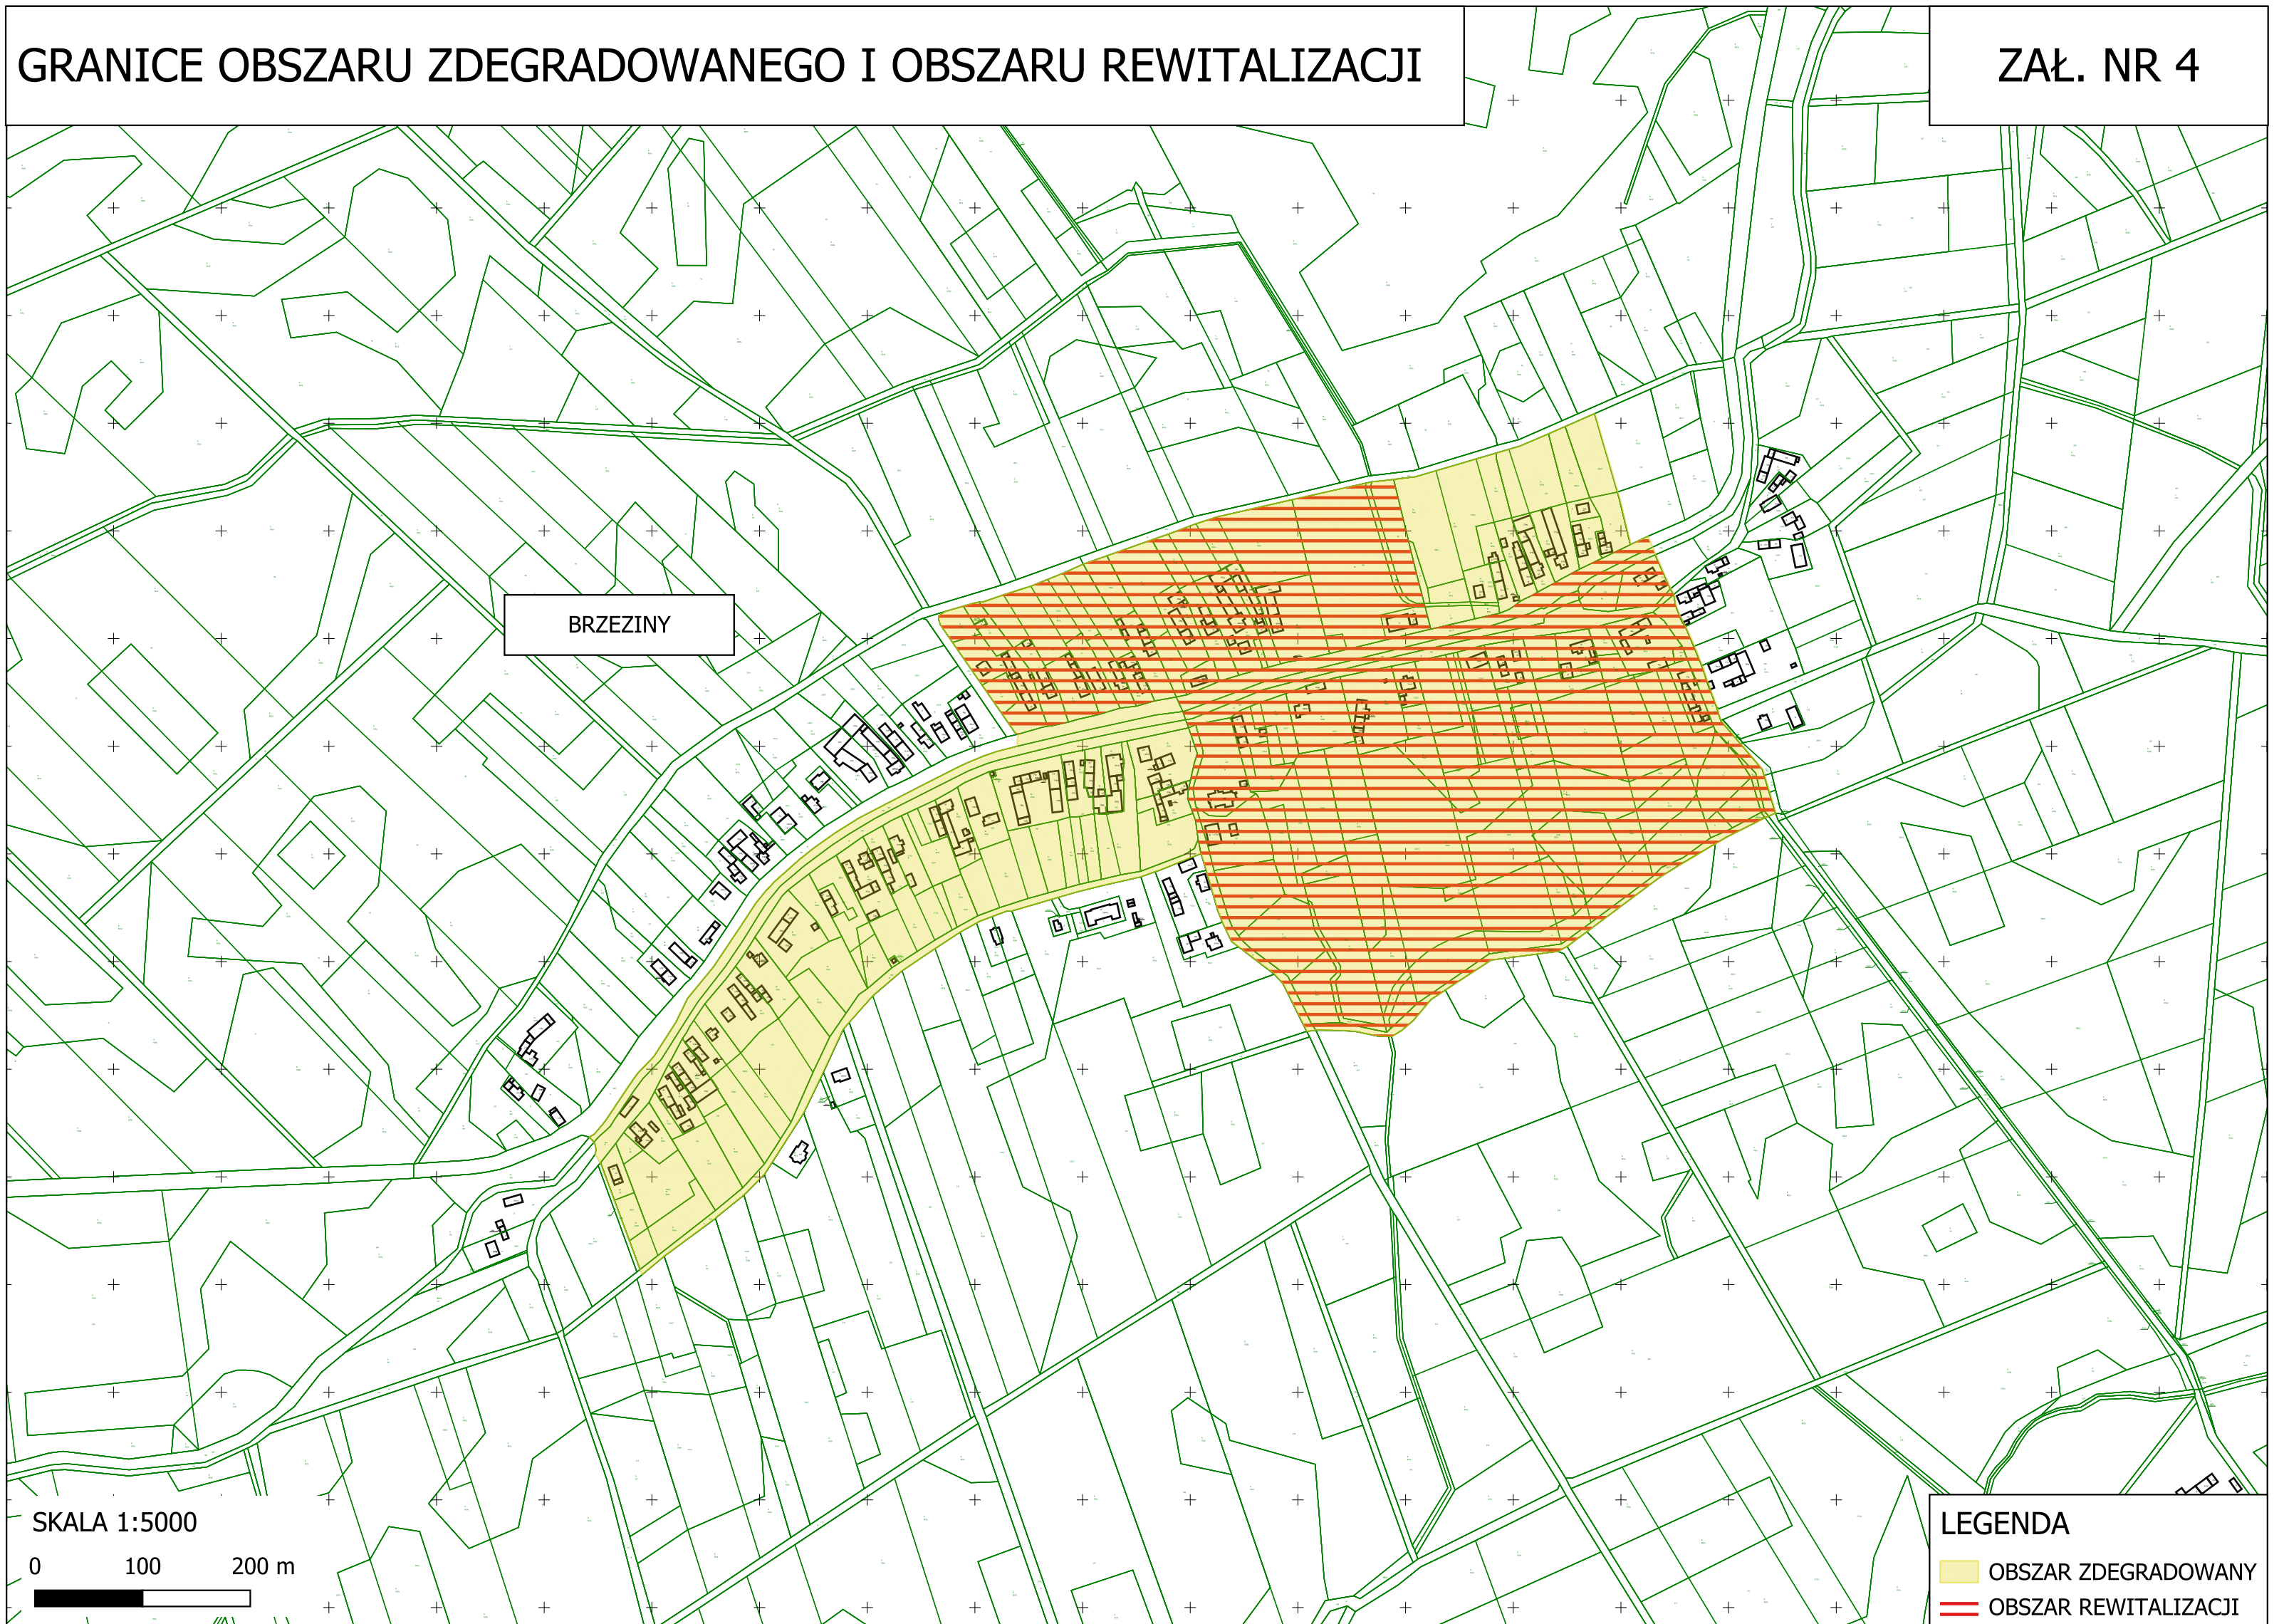 GRANICE OBSZARU ZDEGRADOWANEGO I OBSZARU REWITALIZACJI
ZAŁ. NR 4
BRZEZINY
SKALA 1:5000
0 100 200 m
LEGENDA
OBSZAR ZDEGRADOWANY
OBSZAR REWITALIZACJI